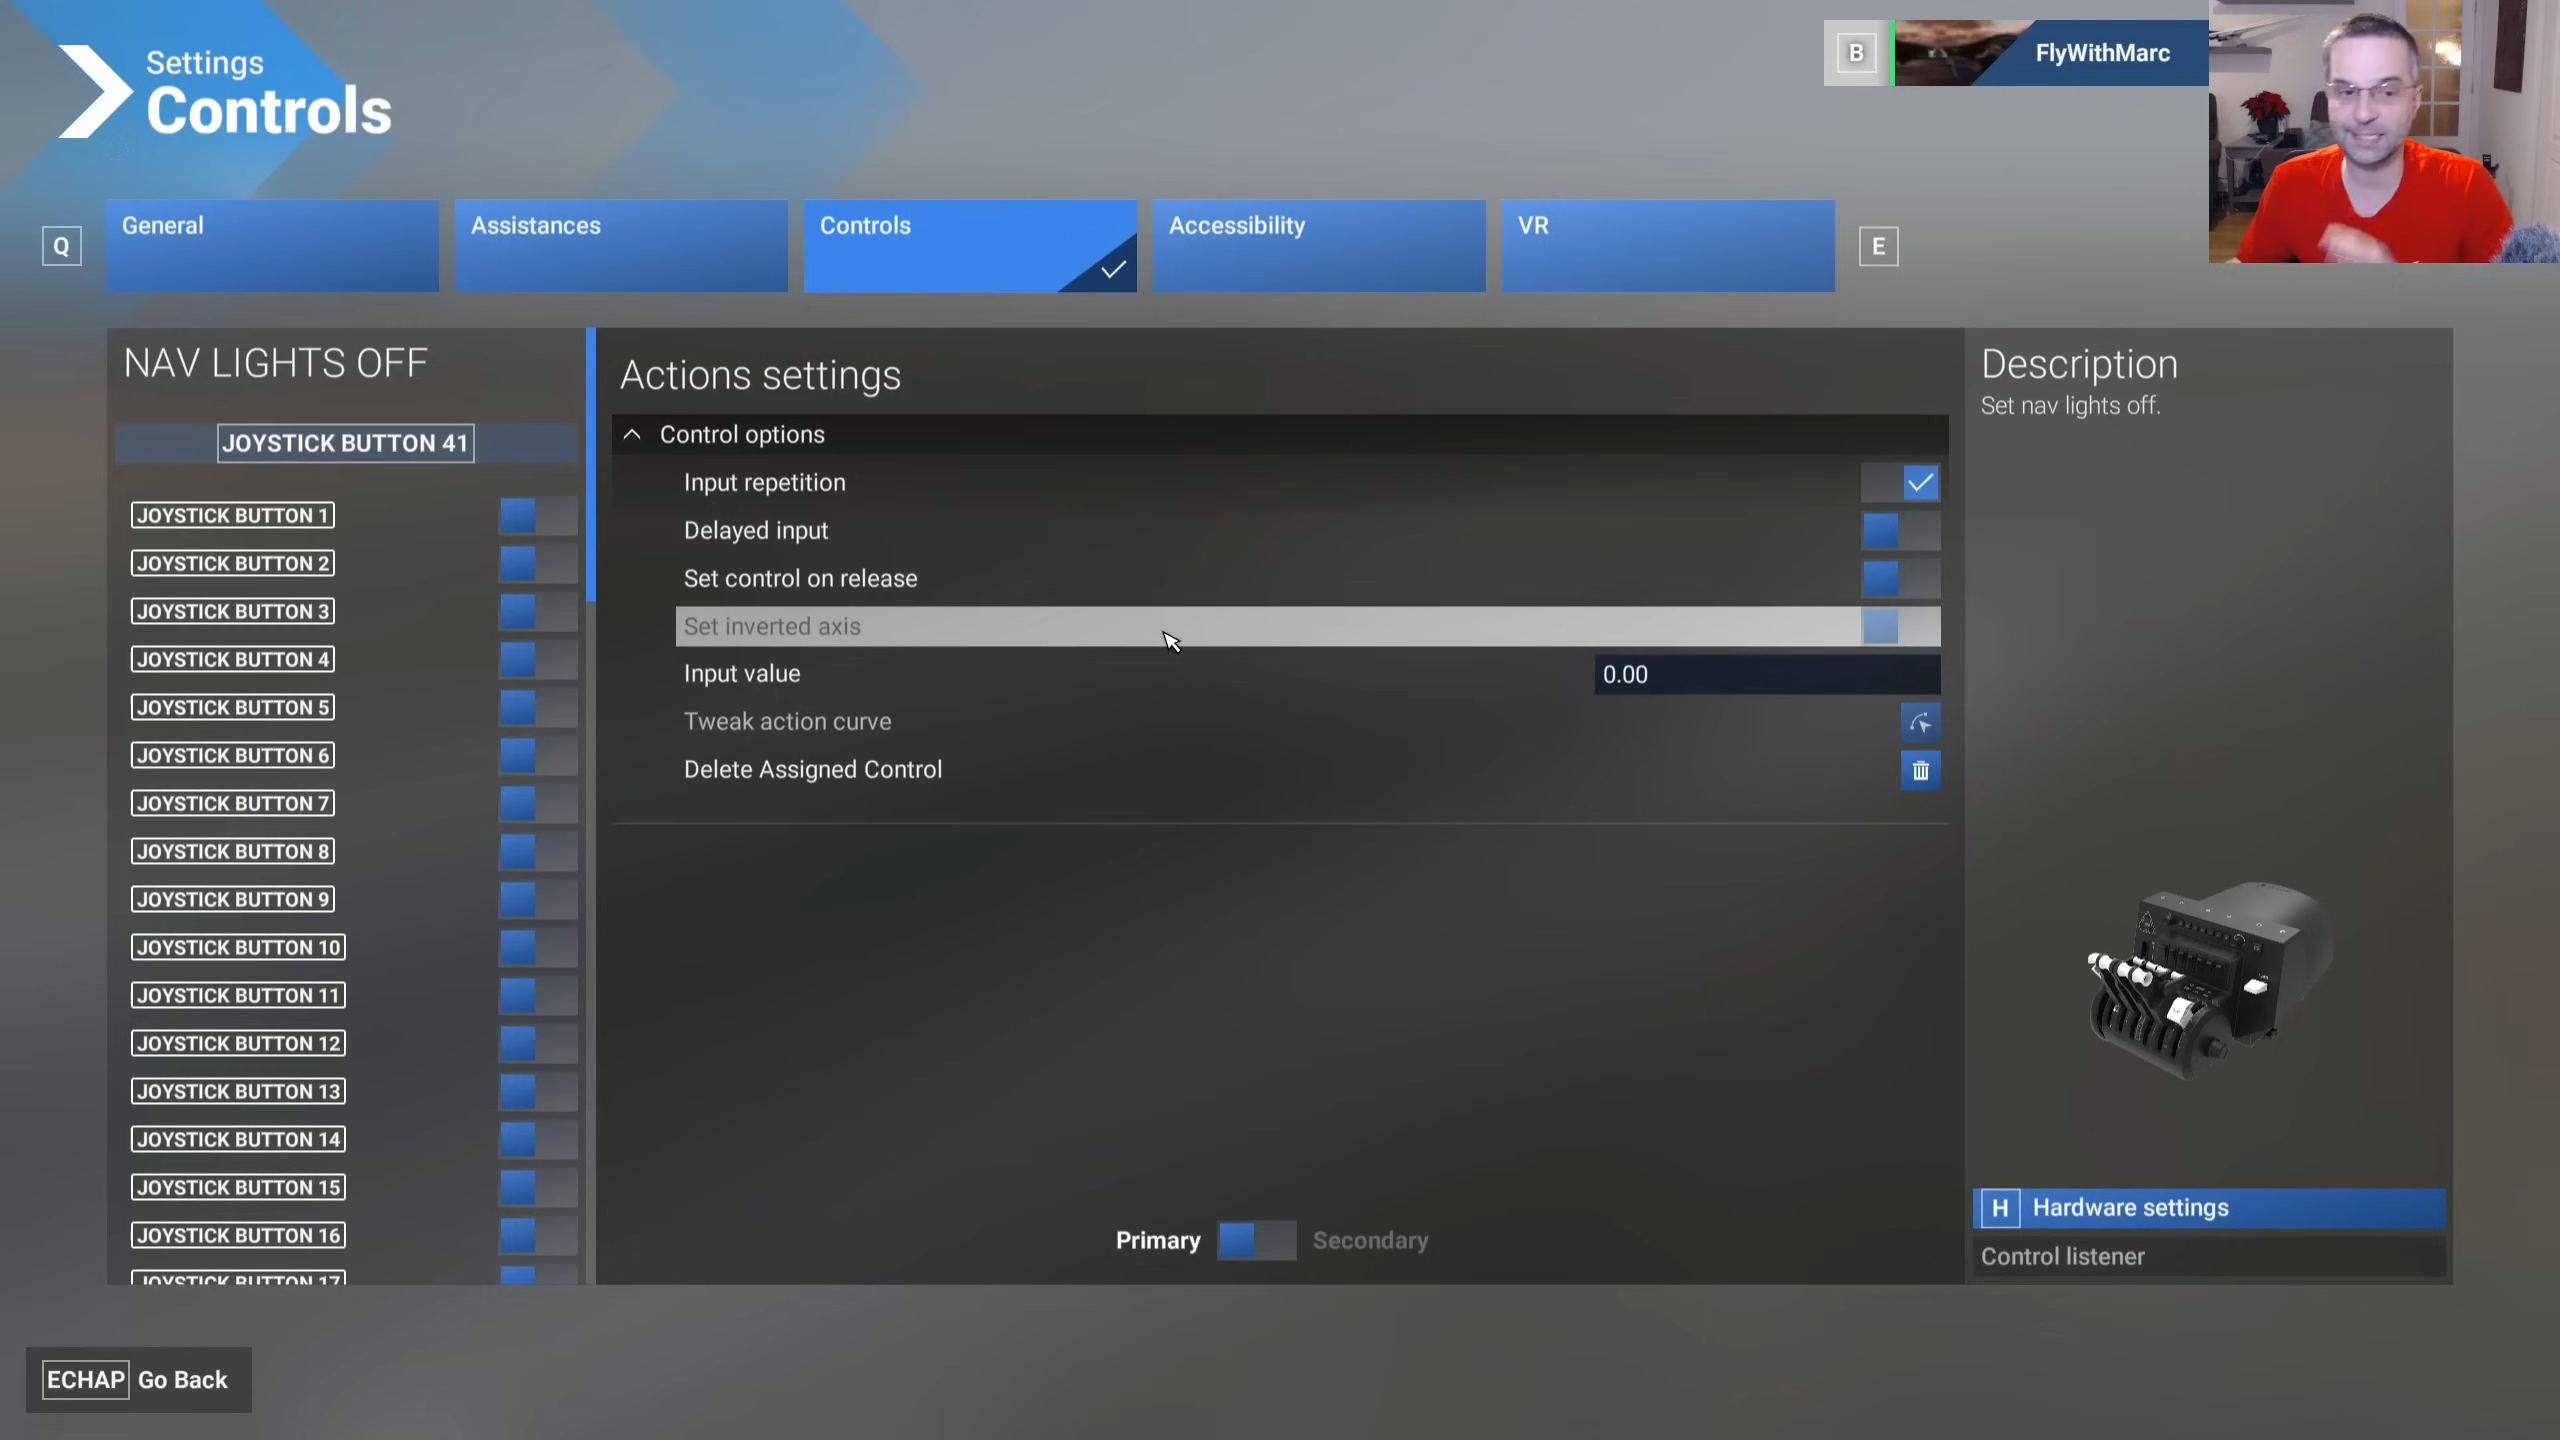 Settings
Controls
B
FlyWithMarc
Q
General
Assistances
Controls
Accessibility
VR
E
NAV LIGHTS OFF
JOYSTICK BUTTON 41
JOYSTICK BUTTON 1
JOYSTICK BUTTON 2
JOYSTICK BUTTON 3
JOYSTICK BUTTON 4
JOYSTICK BUTTON 5
JOYSTICK BUTTON 6
JOYSTICK BUTTON 7
JOYSTICK BUTTON 8
JOYSTICK BUTTON 9
JOYSTICK BUTTON 10
JOYSTICK BUTTON 11
JOYSTICK BUTTON 12
JOYSTICK BUTTON 13
JOYSTICK BUTTON 14
JOYSTICK BUTTON 15
JOYSTICK BUTTON 16
JOYSTICK BUTTON 17
Actions settings
Control options
Input repetition
Delayed input
Set control on release
Set inverted axis
Input value 0.00
Tweak action curve
Delete Assigned Control
Primary Secondary
Description
Set nav lights off.
H Hardware settings
Control listener
ECHAP Go Back